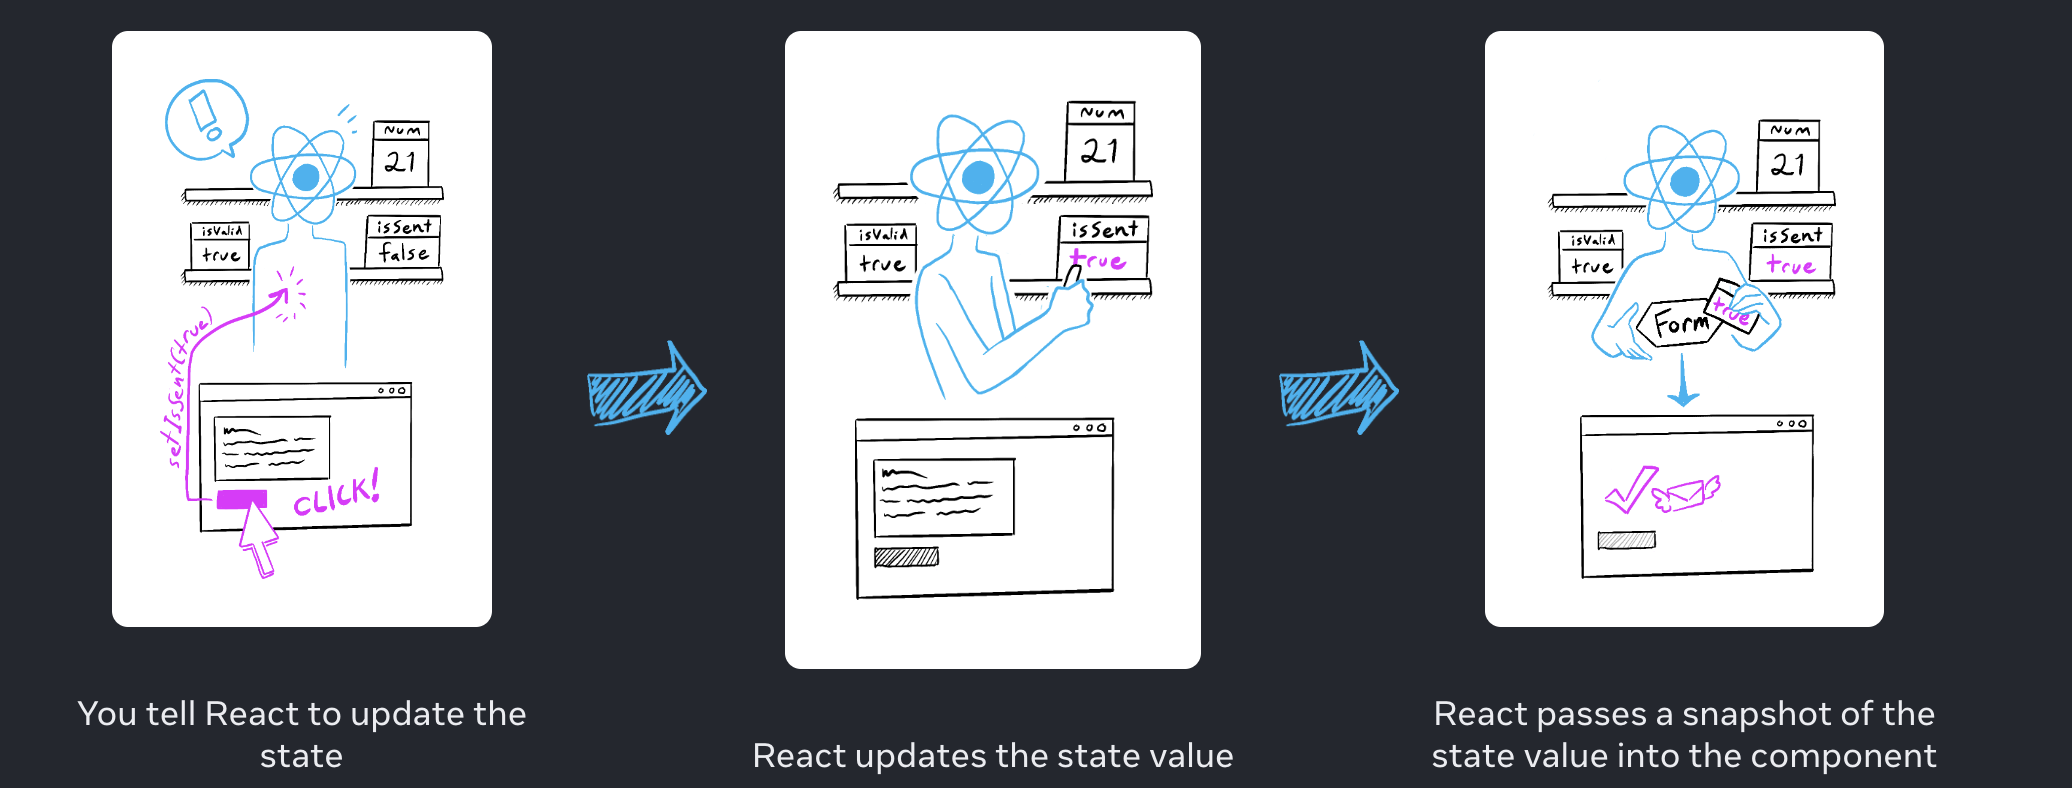 !
Num
21
isValid
true
isSent
false
setIsSent(true)
CLICK!
You tell React to update the
state
Num
21
isValid
true
isSent
true
React updates the state value
Num
21
isValid
true
isSent
true
Form
true
React passes a snapshot of the
state value into the component